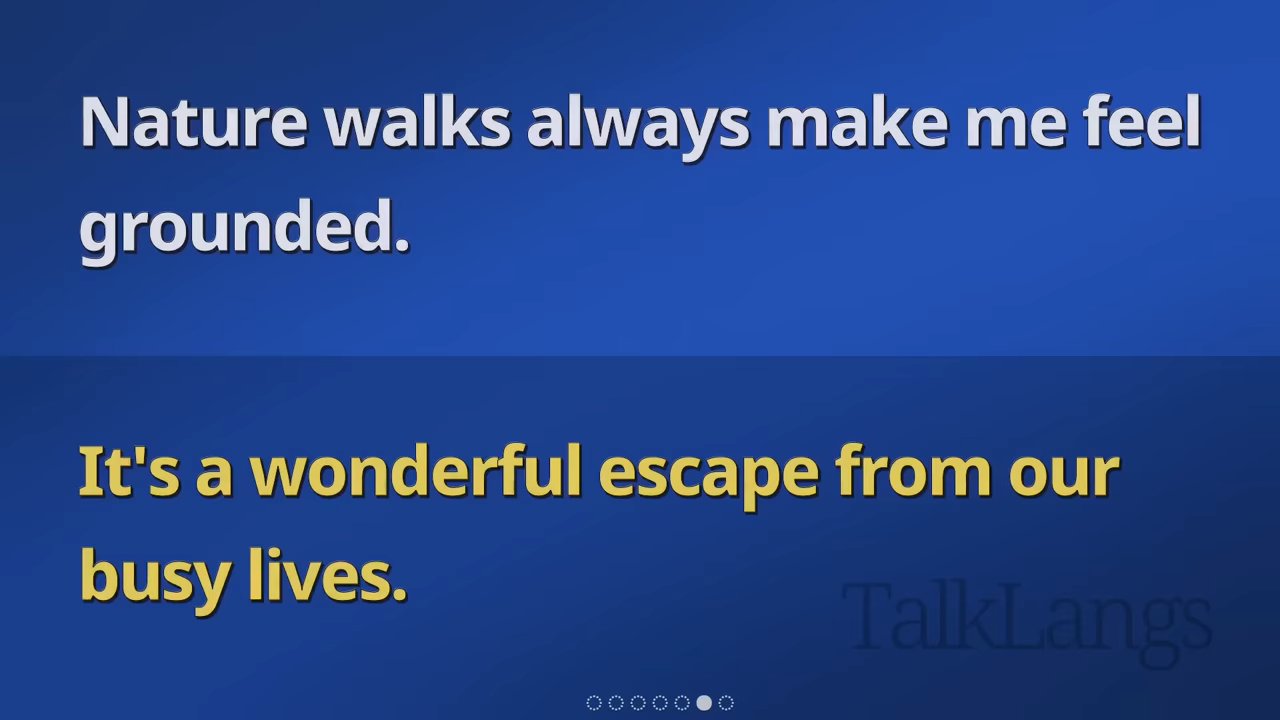 Nature walks always make me feel
grounded.
It's a wonderful escape from our
busy lives.
TalkLangs